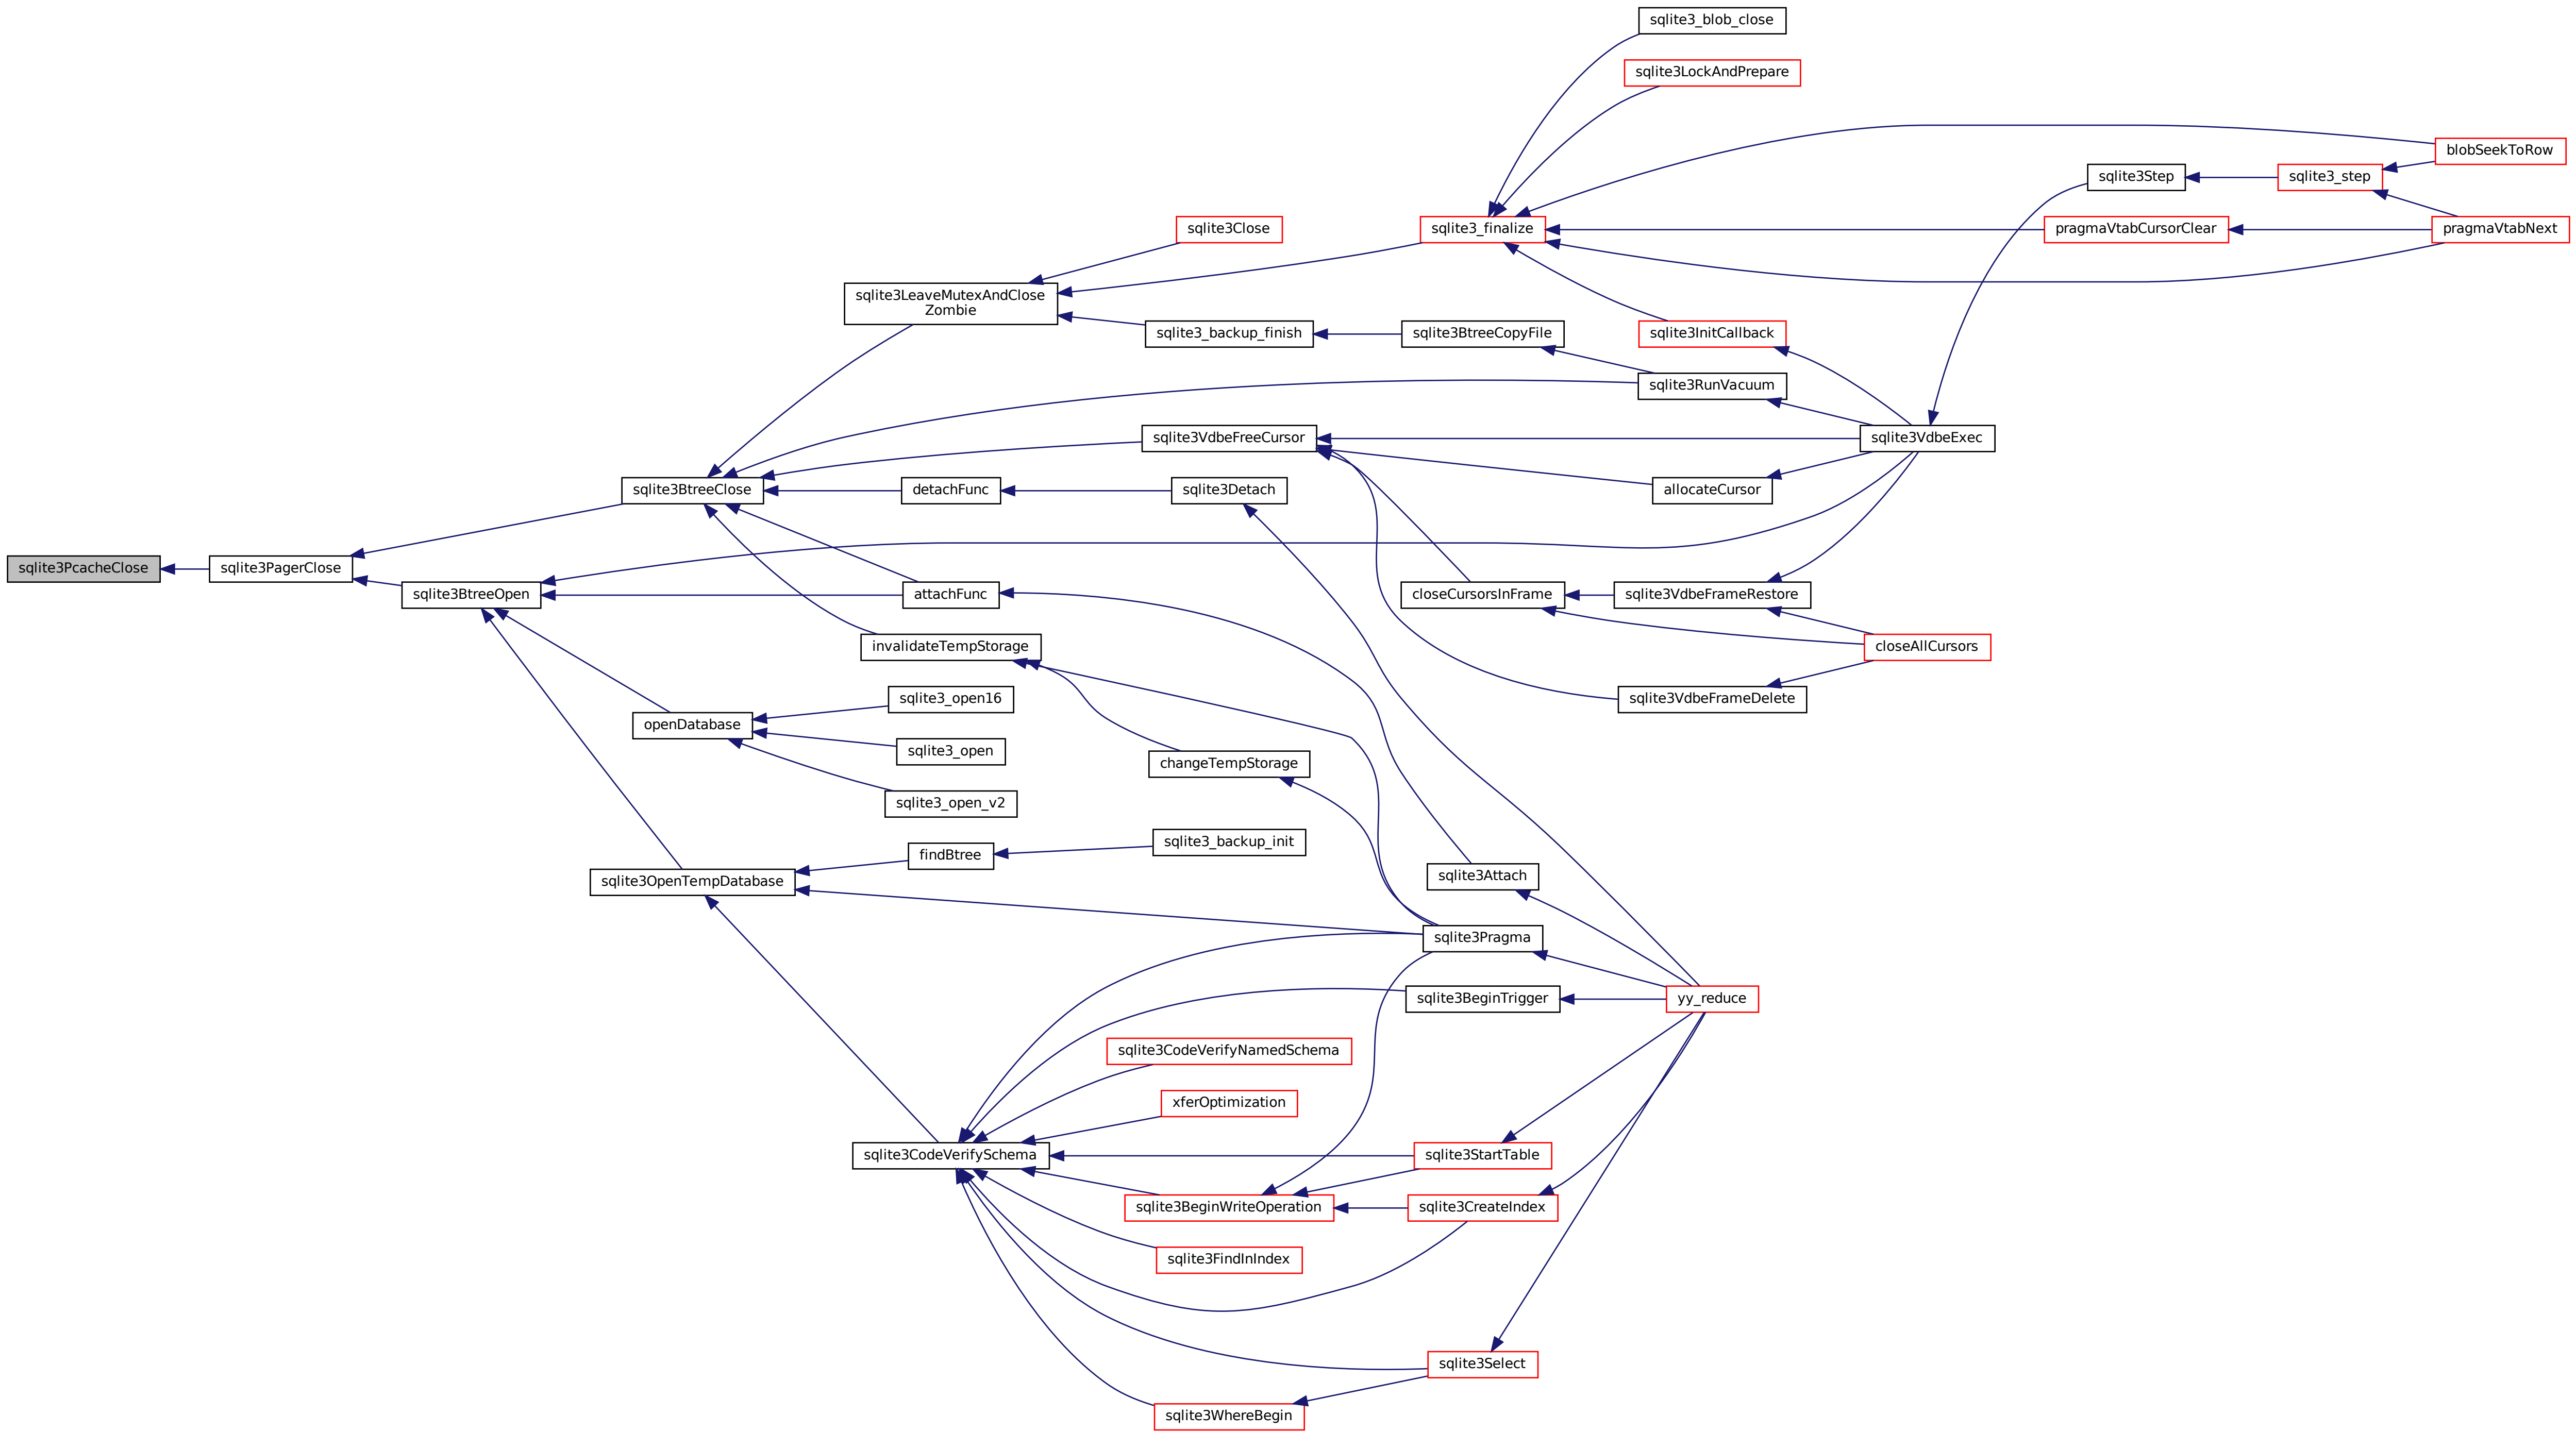 sqlite3_blob_close
sqlite3LockAndPrepare
blobSeekToRow
sqlite3Step
sqlite3_step
sqlite3Close
sqlite3_finalize
pragmaVtabCursorClear
pragmaVtabNext
sqlite3LeaveMutexAndClose
Zombie
sqlite3_backup_finish
sqlite3BtreeCopyFile
sqlite3InitCallback
sqlite3RunVacuum
sqlite3VdbeFreeCursor
sqlite3VdbeExec
sqlite3BtreeClose
detachFunc
sqlite3Detach
allocateCursor
sqlite3PcacheClose
sqlite3PagerClose
sqlite3BtreeOpen
attachFunc
closeCursorsInFrame
sqlite3VdbeFrameRestore
invalidateTempStorage
closeAllCursors
sqlite3_open16
sqlite3VdbeFrameDelete
openDatabase
sqlite3_open
changeTempStorage
sqlite3_open_v2
sqlite3_backup_init
findBtree
sqlite3OpenTempDatabase
sqlite3Attach
sqlite3Pragma
sqlite3BeginTrigger
yy_reduce
sqlite3CodeVerifyNamedSchema
xferOptimization
sqlite3CodeVerifySchema
sqlite3StartTable
sqlite3BeginWriteOperation
sqlite3CreateIndex
sqlite3FindInIndex
sqlite3Select
sqlite3WhereBegin